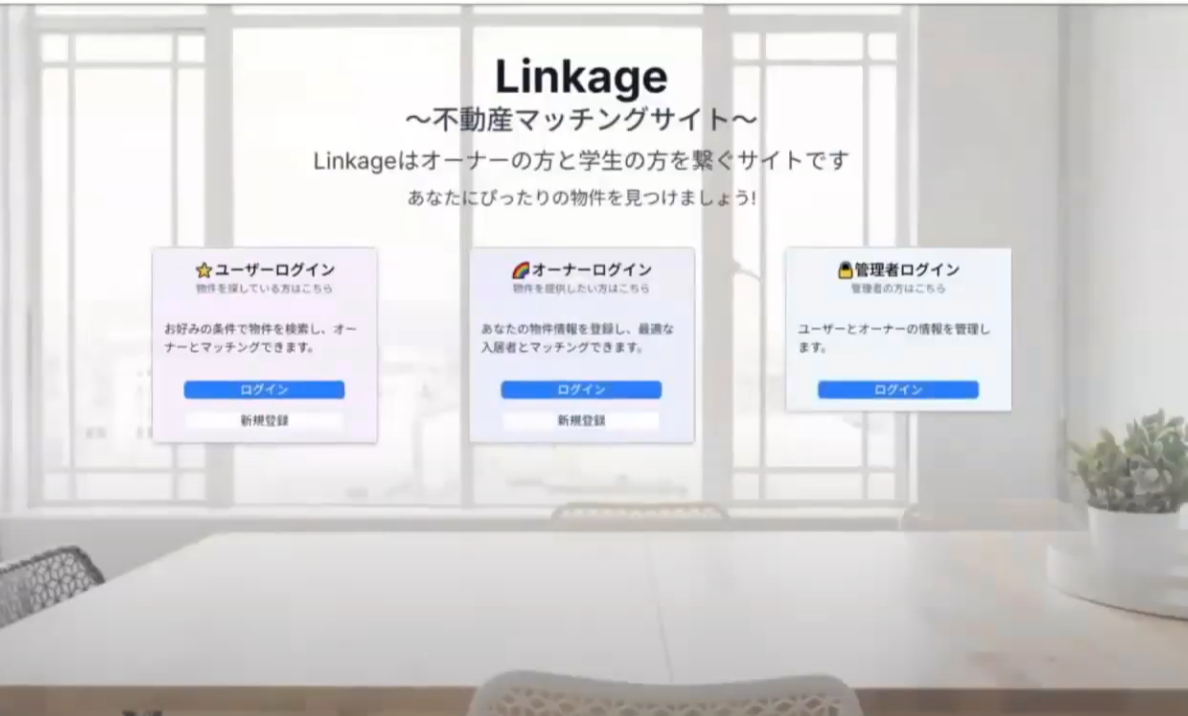 Linkage
〜不動産マッチングサイト〜
Linkageはオーナーの方と学生の方を繋ぐサイトです
あなたにぴったりの物件を見つけましょう!
⭐ユーザーログイン
物件を探している方はこちら
お好みの条件で物件を検索し、オー
ナーとマッチングできます。
ログイン
新規登録
🌈オーナーログイン
物件を提供したい方はこちら
あなたの物件情報を登録し、最適な
入居者とマッチングできます。
ログイン
新規登録
🔒管理者ログイン
管理者の方はこちら
ユーザーとオーナーの情報を管理し
ます。
ログイン